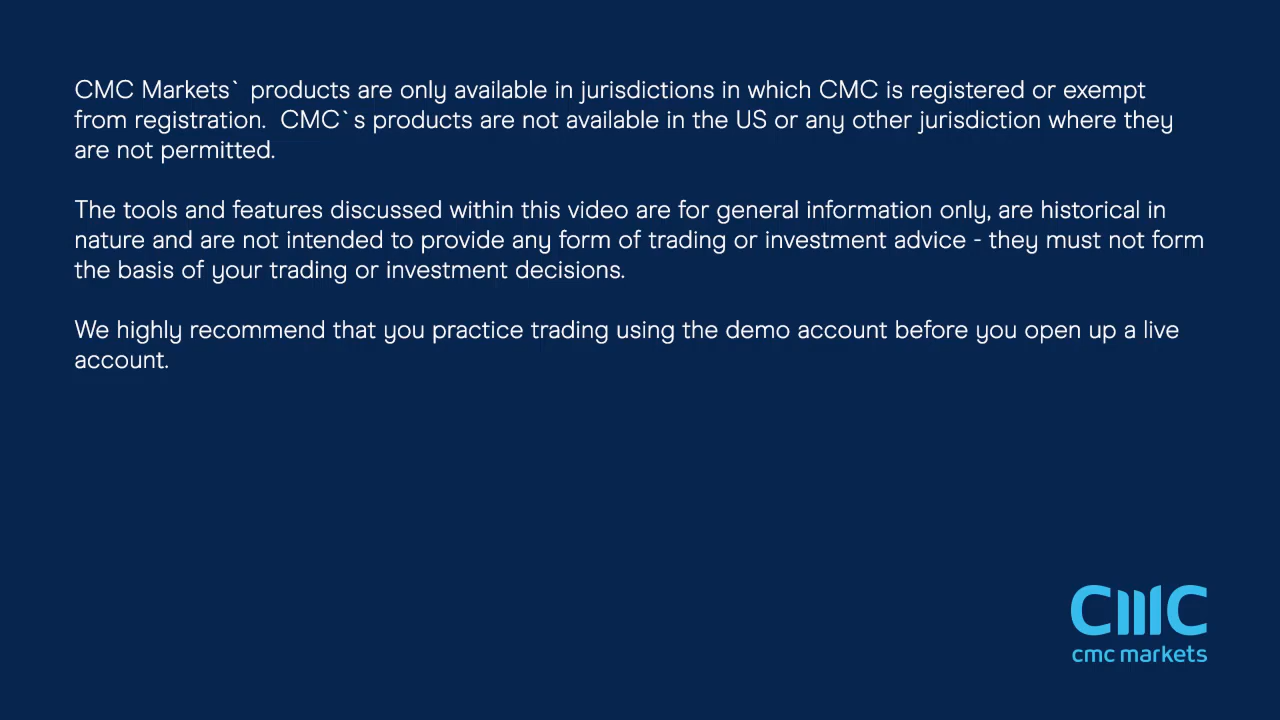 CMC Markets` products are only available in jurisdictions in which CMC is registered or exempt
from registration.  CMC`s products are not available in the US or any other jurisdiction where they
are not permitted.
The tools and features discussed within this video are for general information only, are historical in
nature and are not intended to provide any form of trading or investment advice - they must not form
the basis of your trading or investment decisions.
We highly recommend that you practice trading using the demo account before you open up a live
account.
CMC
cmc markets